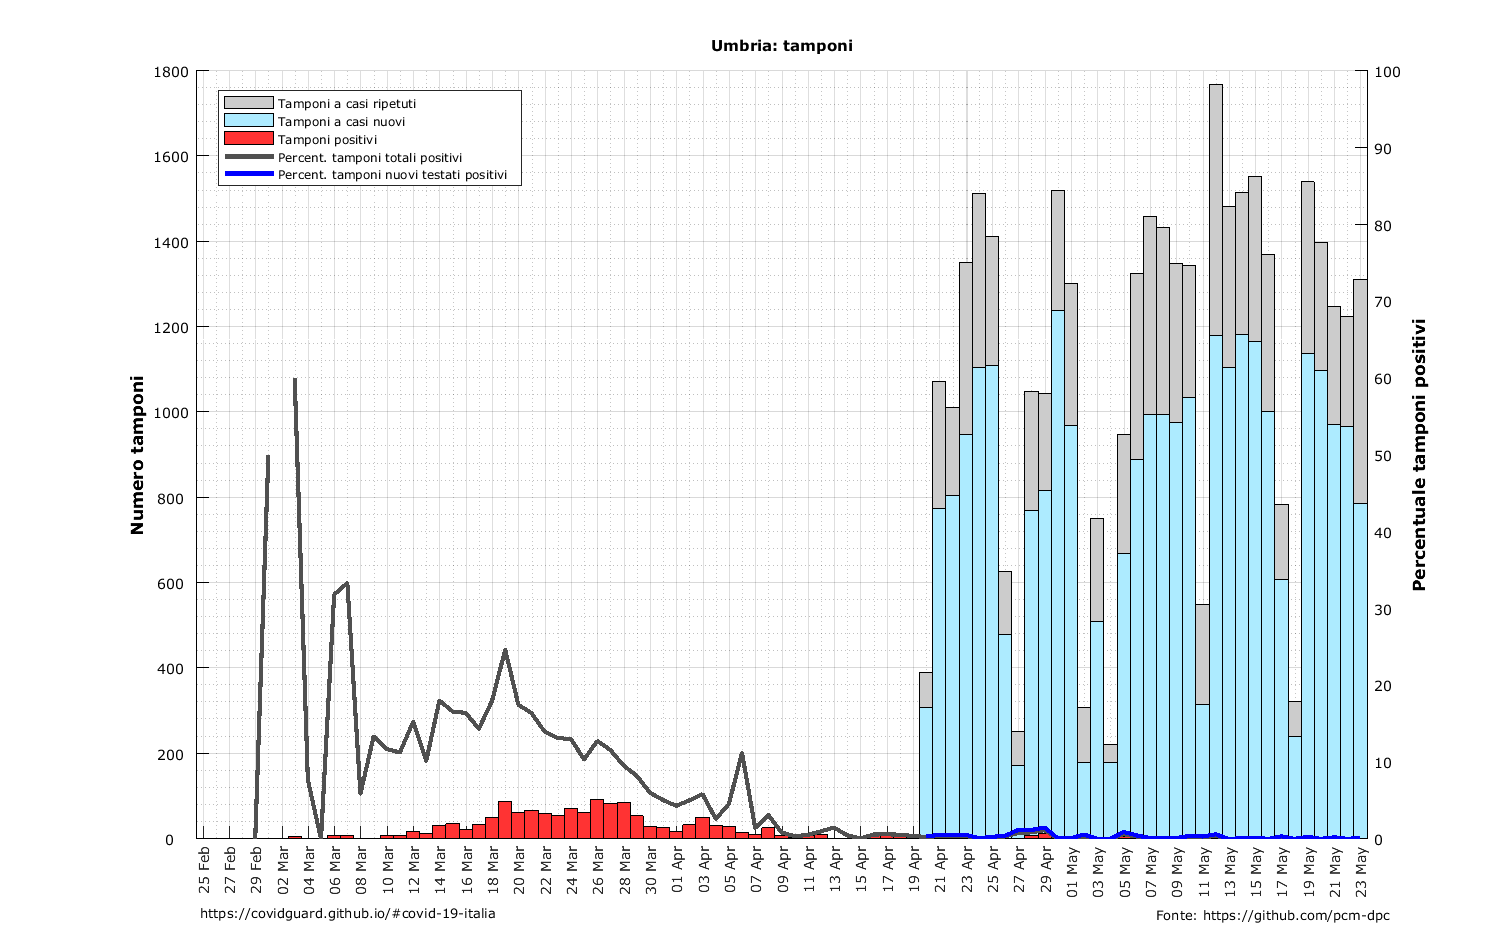 Umbria: tamponi
Tamponi a casi ripetuti
Tamponi a casi nuovi
Tamponi positivi
Percent. tamponi totali positivi
Percent. tamponi nuovi testati positivi
Numero tamponi
1800
1600
1400
1200
1000
800
600
400
200
0
100
90
80
70
60
50
40
30
20
10
0
Percentuale tamponi positivi
25 Feb
27 Feb
29 Feb
02 Mar
04 Mar
06 Mar
08 Mar
10 Mar
12 Mar
14 Mar
16 Mar
18 Mar
20 Mar
22 Mar
24 Mar
26 Mar
28 Mar
30 Mar
01 Apr
03 Apr
05 Apr
07 Apr
09 Apr
11 Apr
13 Apr
15 Apr
17 Apr
19 Apr
21 Apr
23 Apr
25 Apr
27 Apr
29 Apr
01 May
03 May
05 May
07 May
09 May
11 May
13 May
15 May
17 May
19 May
21 May
23 May
https://covidguard.github.io/#covid-19-italia
Fonte: https://github.com/pcm-dpc